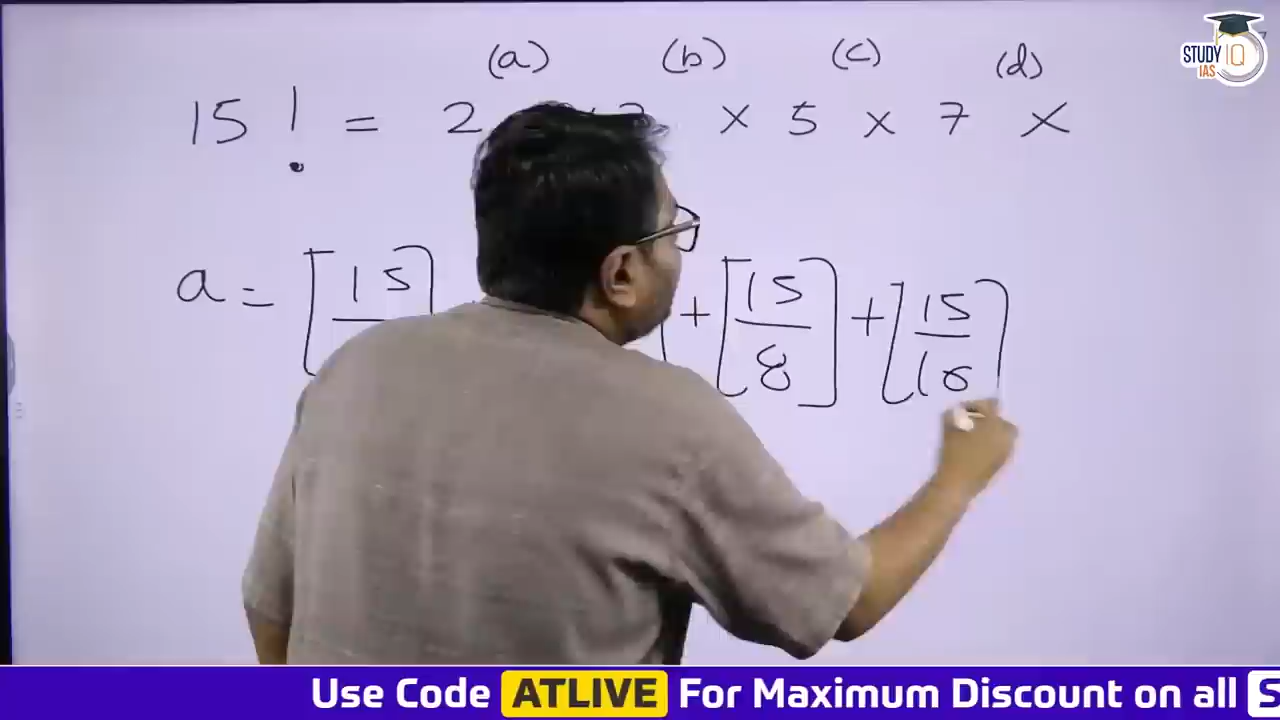 STUDY IQ
IAS
(a) (b) (c) (d)
15 ! = 2 × 5 × 7 ×
a = [15 + [15/8] + [15/16]
Use Code ATLIVE For Maximum Discount on all S